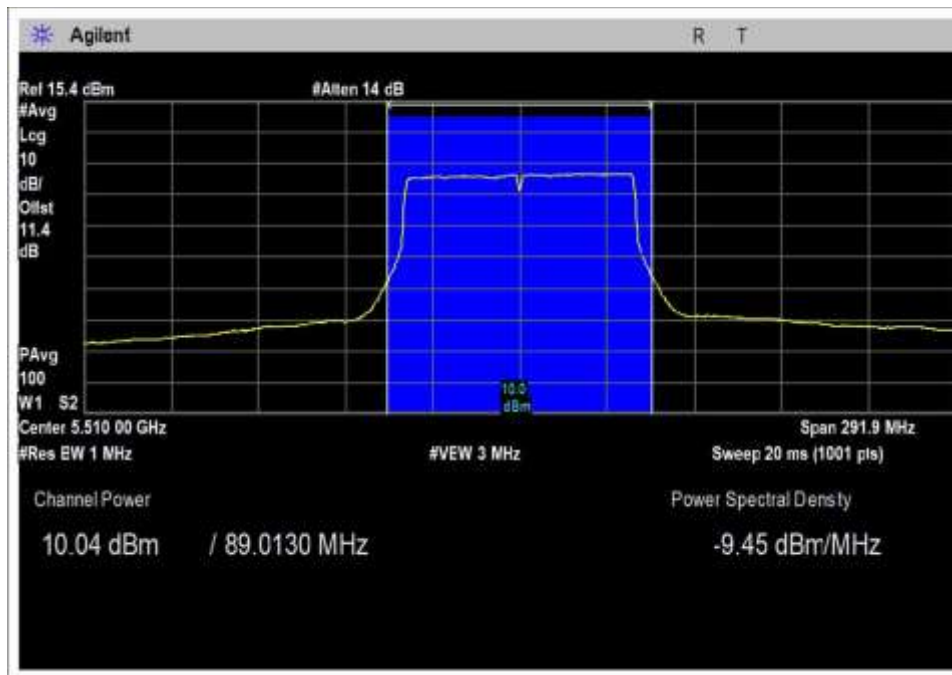 Agilent R T
Ref 15.4 dBm #Atten 14 dB
#Avg
Log
10
dB/
Offst
11.4
dB
PAvg
100
W1 S2
10.0
dBm
Center 5.510 00 GHz Span 291.9 MHz
#Res BW 1 MHz #VBW 3 MHz Sweep 20 ms (1001 pts)
Channel Power Power Spectral Density
10.04 dBm / 89.0130 MHz -9.45 dBm/MHz